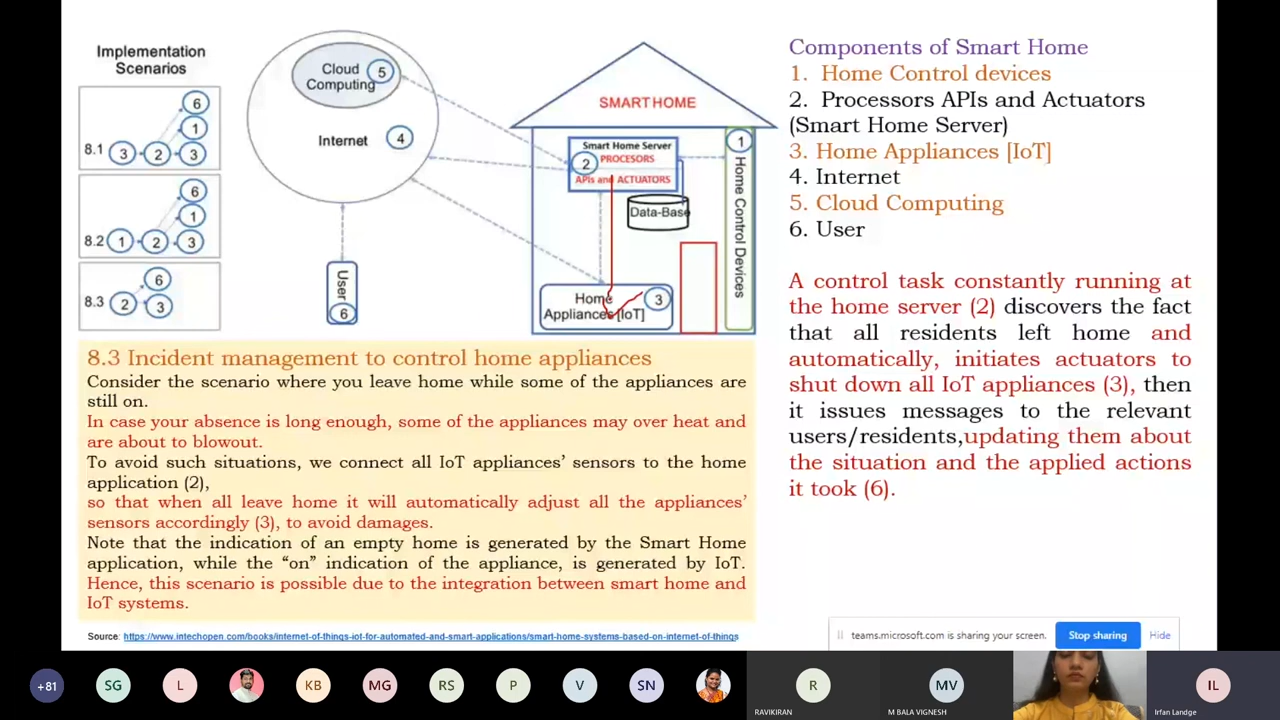 Implementation
Scenarios
6
1
8.1 3 2 3
6
1
8.2 1 2 3
6
8.3 2 3
Cloud
Computing 5
Internet 4
User
6
SMART HOME
Smart Home Server
2 PROCESORS
APIs and ACTUATORS
Data-Base
1
Home Control Devices
Home
Appliances [IoT] 3
Components of Smart Home
1. Home Control devices
2. Processors APIs and Actuators
(Smart Home Server)
3. Home Appliances [IoT]
4. Internet
5. Cloud Computing
6. User
A control task constantly running at
the home server (2) discovers the fact
that all residents left home and
automatically, initiates actuators to
shut down all IoT appliances (3), then
it issues messages to the relevant
users/residents,updating them about
the situation and the applied actions
it took (6).
8.3 Incident management to control home appliances
Consider the scenario where you leave home while some of the appliances are
still on.
In case your absence is long enough, some of the appliances may over heat and
are about to blowout.
To avoid such situations, we connect all IoT appliances’ sensors to the home
application (2),
so that when all leave home it will automatically adjust all the appliances’
sensors accordingly (3), to avoid damages.
Note that the indication of an empty home is generated by the Smart Home
application, while the “on” indication of the appliance, is generated by IoT.
Hence, this scenario is possible due to the integration between smart home and
IoT systems.
Source: https://www.intechopen.com/books/internet-of-things-iot-for-automated-and-smart-applications/smart-home-systems-based-on-internet-of-things
teams.microsoft.com is sharing your screen. Stop sharing Hide
+81 SG L KB MG RS P V SN R MV IL
RAVIKIRAN M BALA VIGNESH Irfan Landge